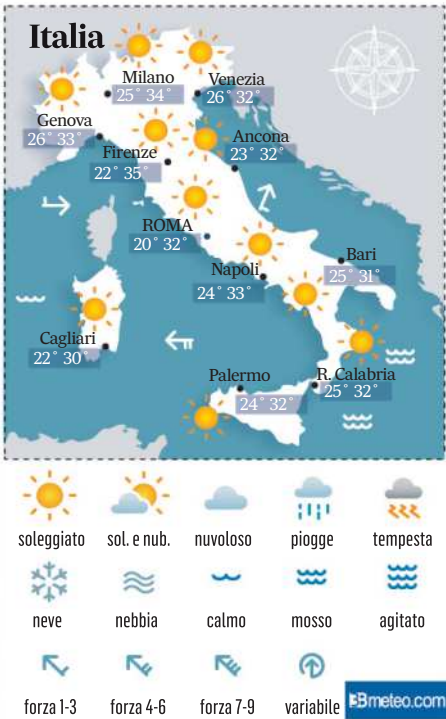 Italia
Milano
25° 34°
Venezia
26° 32°
Genova
26° 33°
Ancona
23° 32°
Firenze
22° 35°
ROMA
20° 32°
Bari
25° 31°
Napoli
24° 33°
Cagliari
22° 30°
Palermo
24° 32°
R. Calabria
25° 32°
soleggiato sol. e nub. nuvoloso piogge tempesta
neve nebbia calmo mosso agitato
forza 1-3 forza 4-6 forza 7-9 variabile
3Bmeteo.com